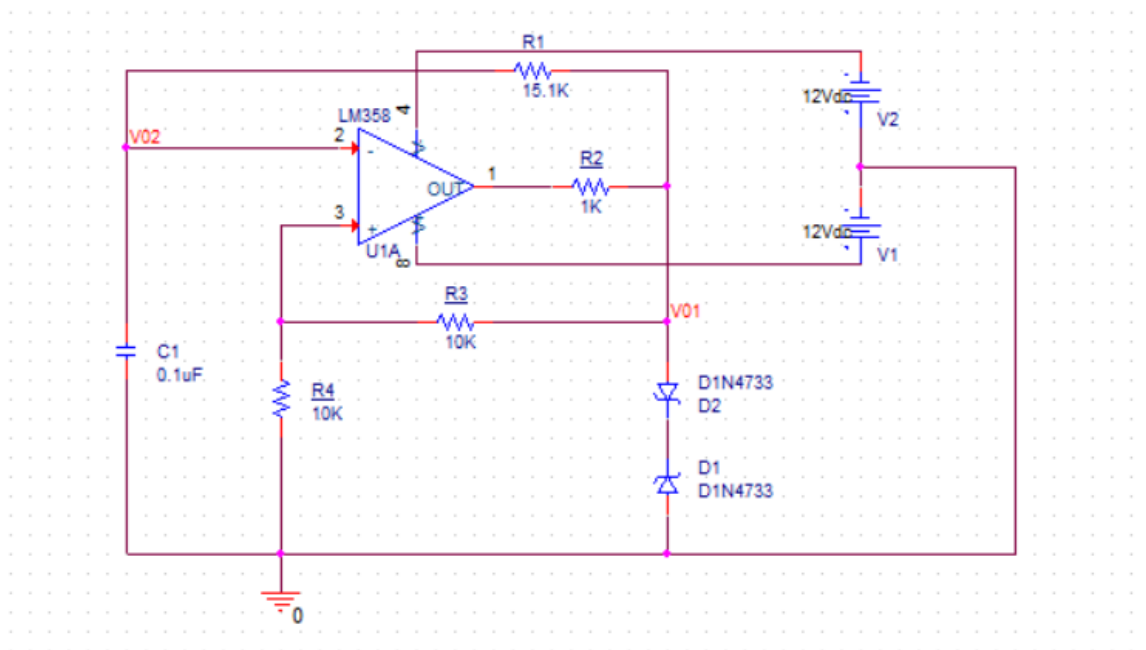 R1
15.1K
12Vdc
V2
LM358
4
V02
2
-
V
OUT
1
R2
1K
3
+
V
U1A
8
12Vdc
V1
R3
10K
V01
C1
0.1uF
R4
10K
D1N4733
D2
D1
D1N4733
0